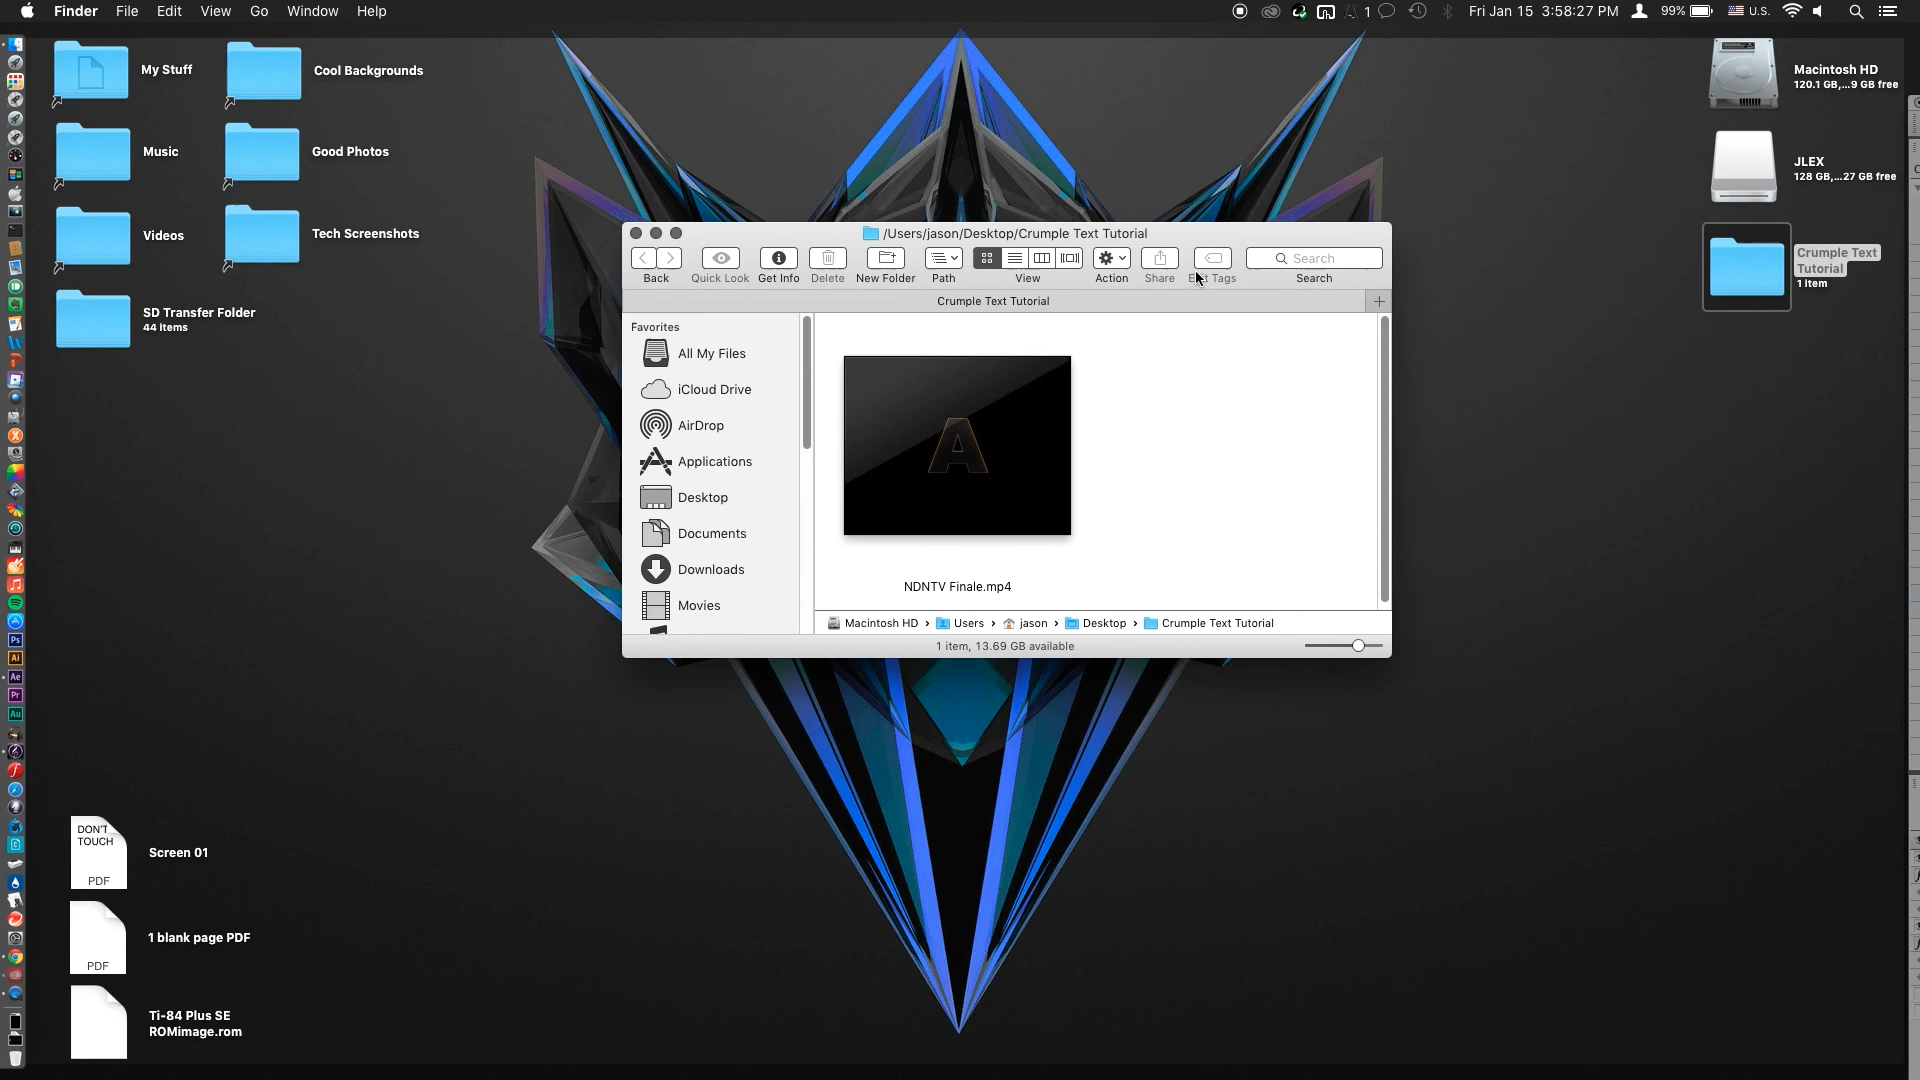 Finder File Edit View Go Window Help
1 Fri Jan 15 3:58:27 PM 99% U.S.
My Stuff
Cool Backgrounds
Music
Good Photos
Videos
Tech Screenshots
SD Transfer Folder
44 items
Macintosh HD
120.1 GB,...9 GB free
JLEX
128 GB,...27 GB free
Crumple Text
Tutorial
1 item
/Users/jason/Desktop/Crumple Text Tutorial
Search
Back Quick Look Get Info Delete New Folder Path View Action Share Tags Search
Crumple Text Tutorial
Favorites
All My Files
iCloud Drive
AirDrop
Applications
Desktop
Documents
Downloads
Movies
A
NDNTV Finale.mp4
Macintosh HD › Users › jason › Desktop › Crumple Text Tutorial
1 item, 13.69 GB available
Ps
Ai
Ae
Pr
Au
DON'T
TOUCH
PDF
Screen 01
PDF
1 blank page PDF
Ti-84 Plus SE
ROMimage.rom